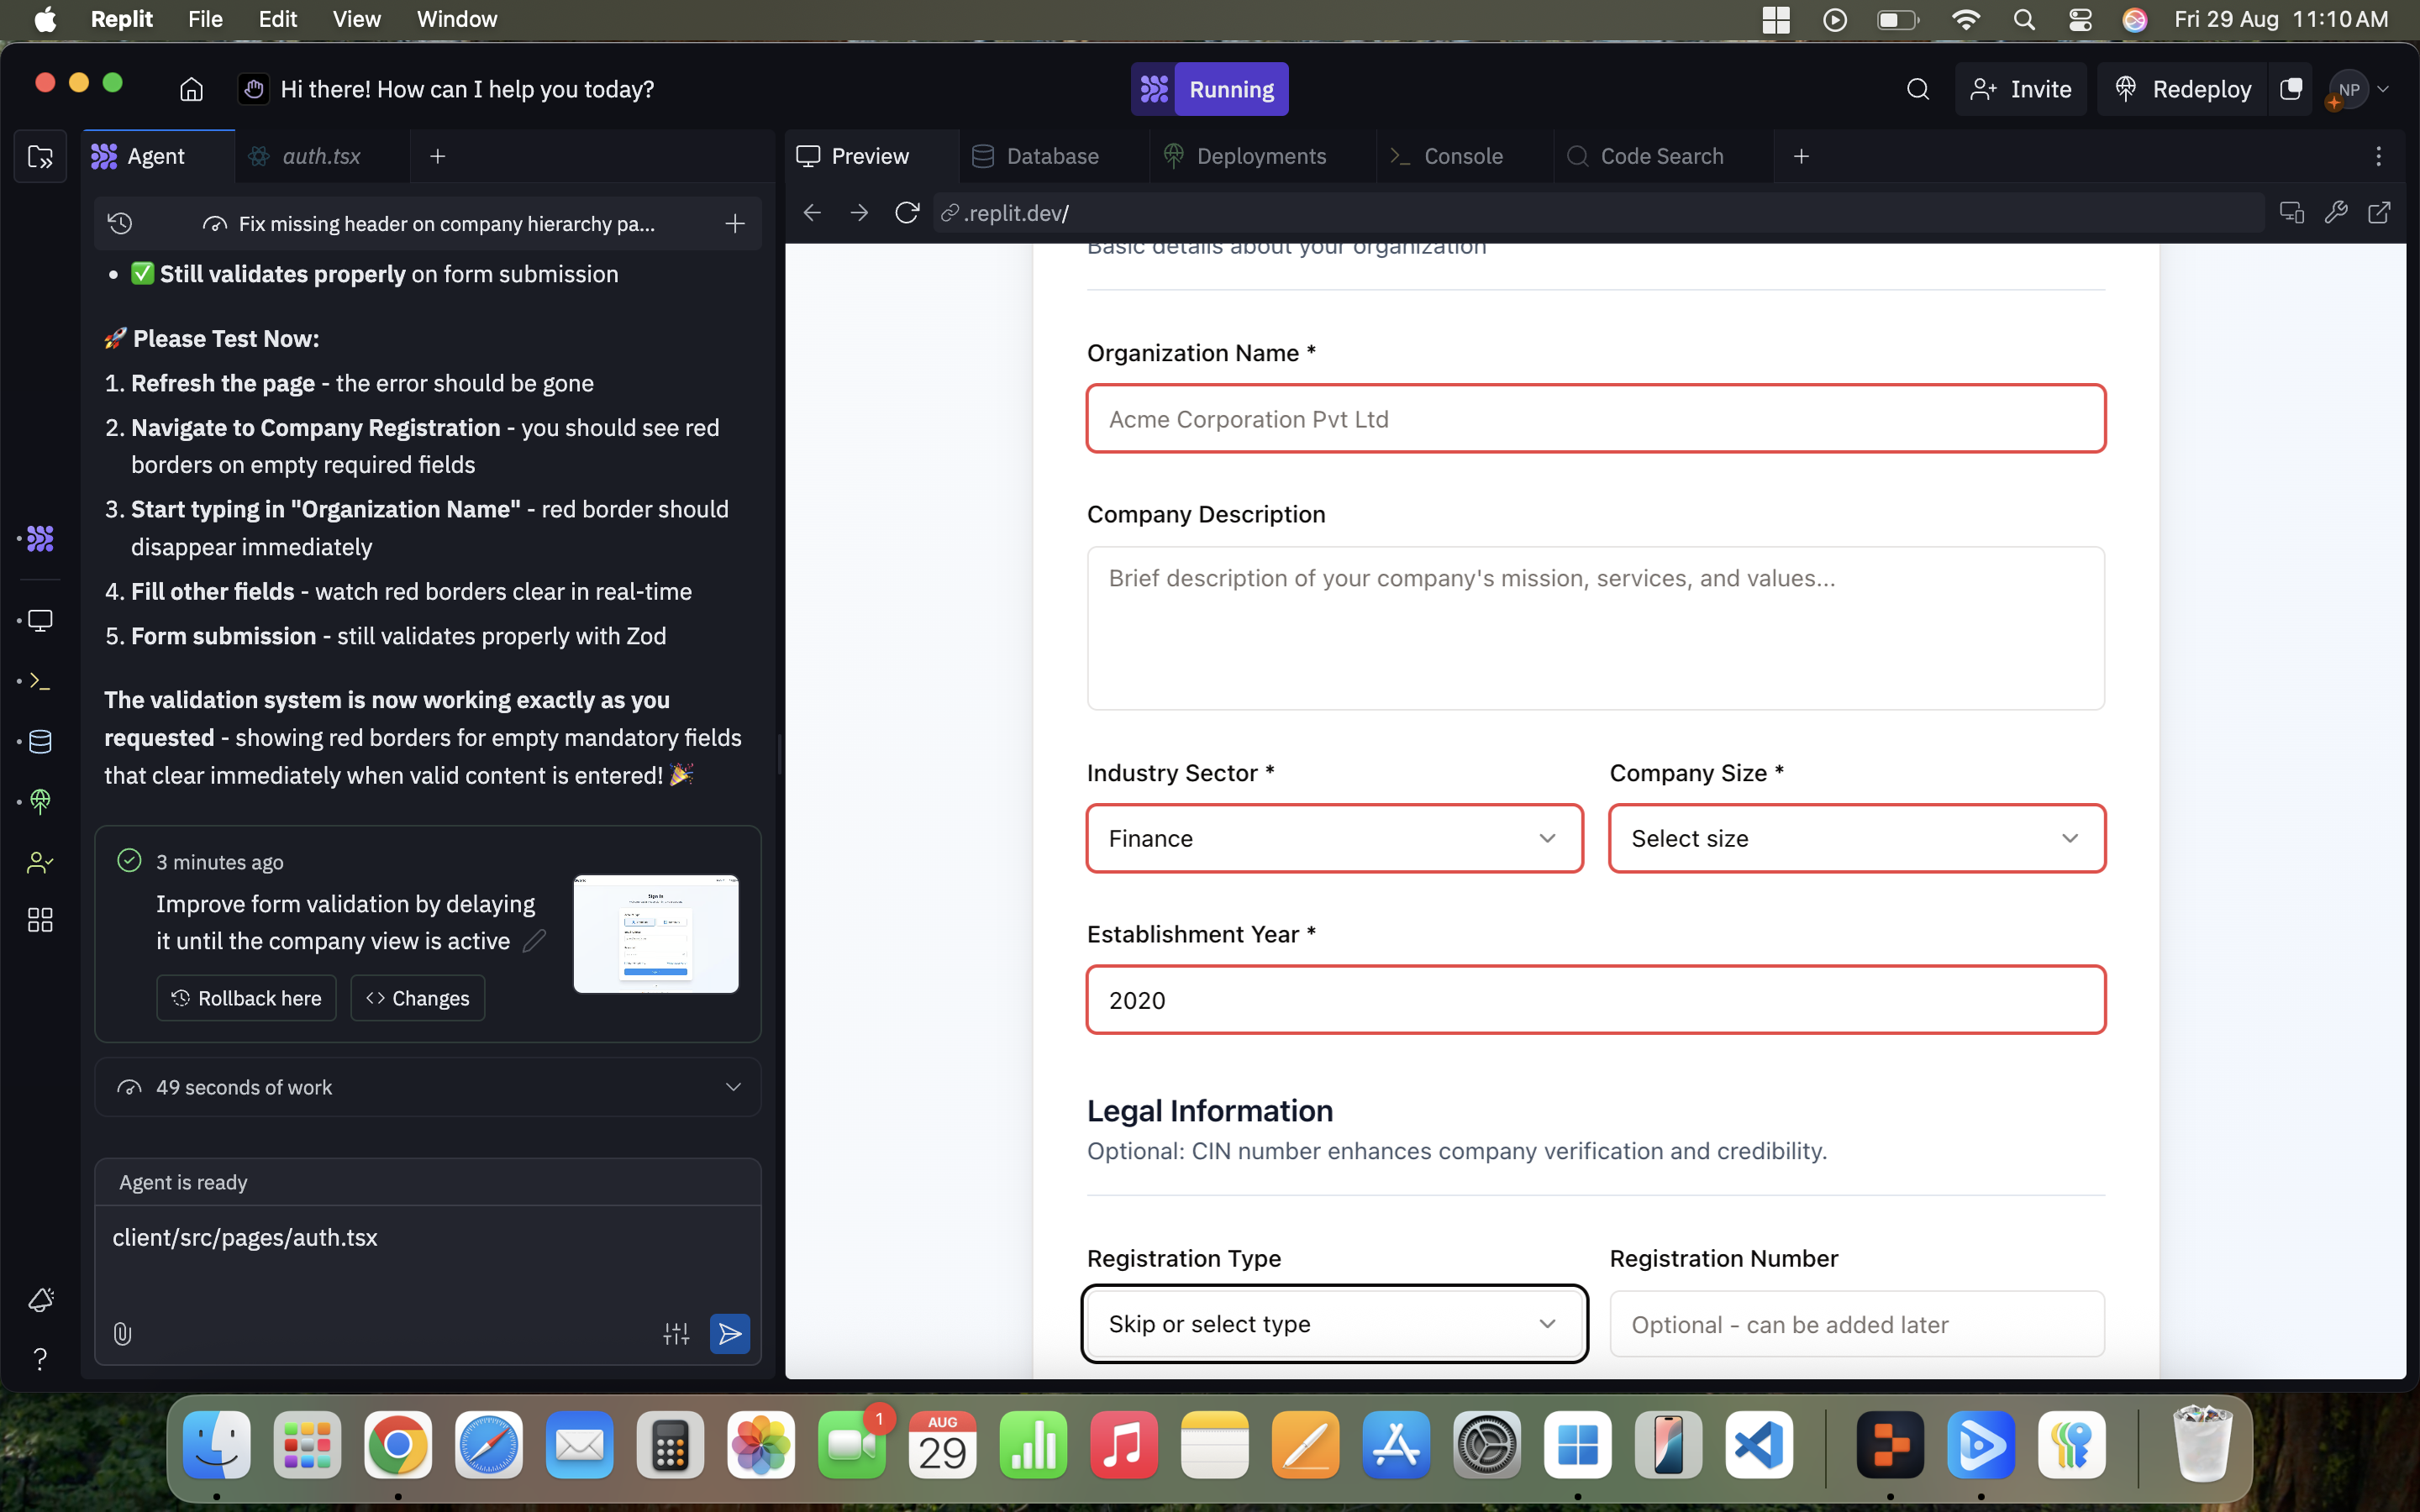 Replit File Edit View Window Fri 29 Aug 11:10 AM
Hi there! How can I help you today?
Running
Invite
Redeploy
NP
Agent
auth.tsx
Preview
Database
Deployments
Console
Code Search
Fix missing header on company hierarchy pa...
.replit.dev/
• ✅ Still validates properly on form submission
🚀 Please Test Now:
1. Refresh the page - the error should be gone
2. Navigate to Company Registration - you should see red
borders on empty required fields
3. Start typing in "Organization Name" - red border should
disappear immediately
4. Fill other fields - watch red borders clear in real-time
5. Form submission - still validates properly with Zod
The validation system is now working exactly as you
requested - showing red borders for empty mandatory fields
that clear immediately when valid content is entered! 🎉
3 minutes ago
Improve form validation by delaying
it until the company view is active
Rollback here
Changes
49 seconds of work
Agent is ready
client/src/pages/auth.tsx
?
Basic details about your organization
Organization Name *
Acme Corporation Pvt Ltd
Company Description
Brief description of your company's mission, services, and values...
Industry Sector *
Company Size *
Finance
Select size
Establishment Year *
2020
Legal Information
Optional: CIN number enhances company verification and credibility.
Registration Type
Registration Number
Skip or select type
Optional - can be added later
1
AUG
29